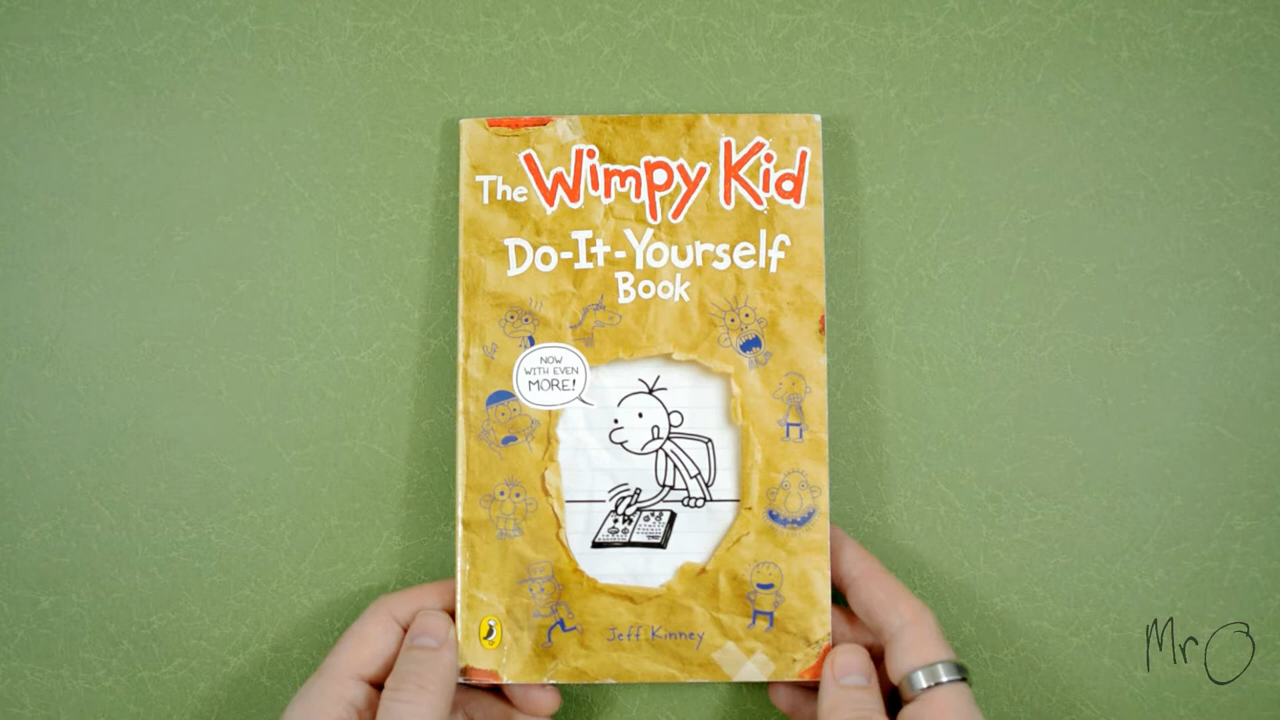 The Wimpy Kid
Do-It-Yourself
Book
NOW
WITH EVEN
MORE!
Jeff Kinney
Mr O